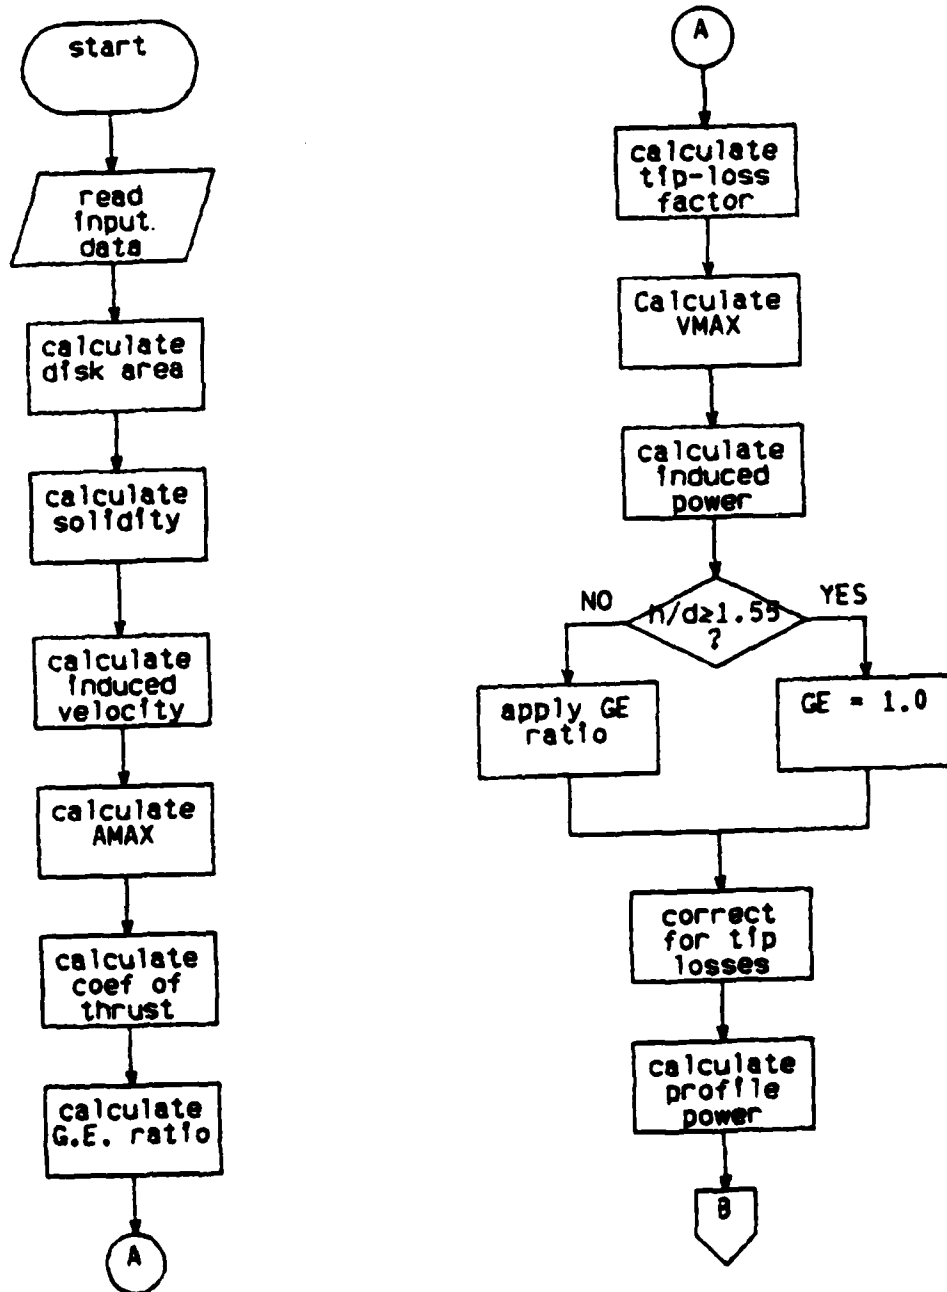 start
read
input.
data
calculate
disk area
calculate
solidity
calculate
induced
velocity
calculate
AMAX
calculate
coef of
thrust
calculate
G.E. ratio
A
A
calculate
tip-loss
factor
Calculate
VMAX
calculate
induced
power
NO
h/d≥1.55
?
YES
apply GE
ratio
GE = 1.0
correct
for tip
losses
calculate
profile
power
B